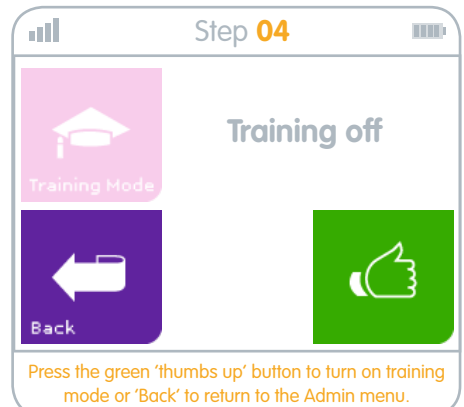 Step 04
Training Mode
Training off
Back
Press the green ‘thumbs up’ button to turn on training
mode or ‘Back’ to return to the Admin menu.